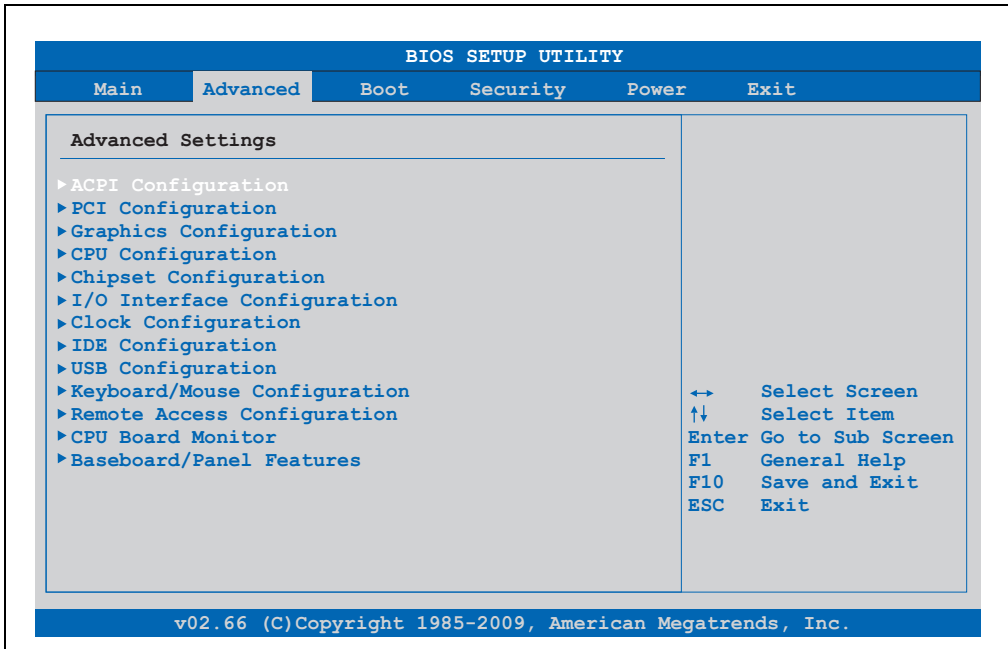 BIOS SETUP UTILITY
Main Advanced Boot Security Power Exit
Advanced Settings
ACPI Configuration
PCI Configuration
Graphics Configuration
CPU Configuration
Chipset Configuration
I/O Interface Configuration
Clock Configuration
IDE Configuration
USB Configuration
Keyboard/Mouse Configuration
Remote Access Configuration
CPU Board Monitor
Baseboard/Panel Features
↔ Select Screen
↑↓ Select Item
Enter Go to Sub Screen
F1 General Help
F10 Save and Exit
ESC Exit
v02.66 (C)Copyright 1985-2009, American Megatrends, Inc.